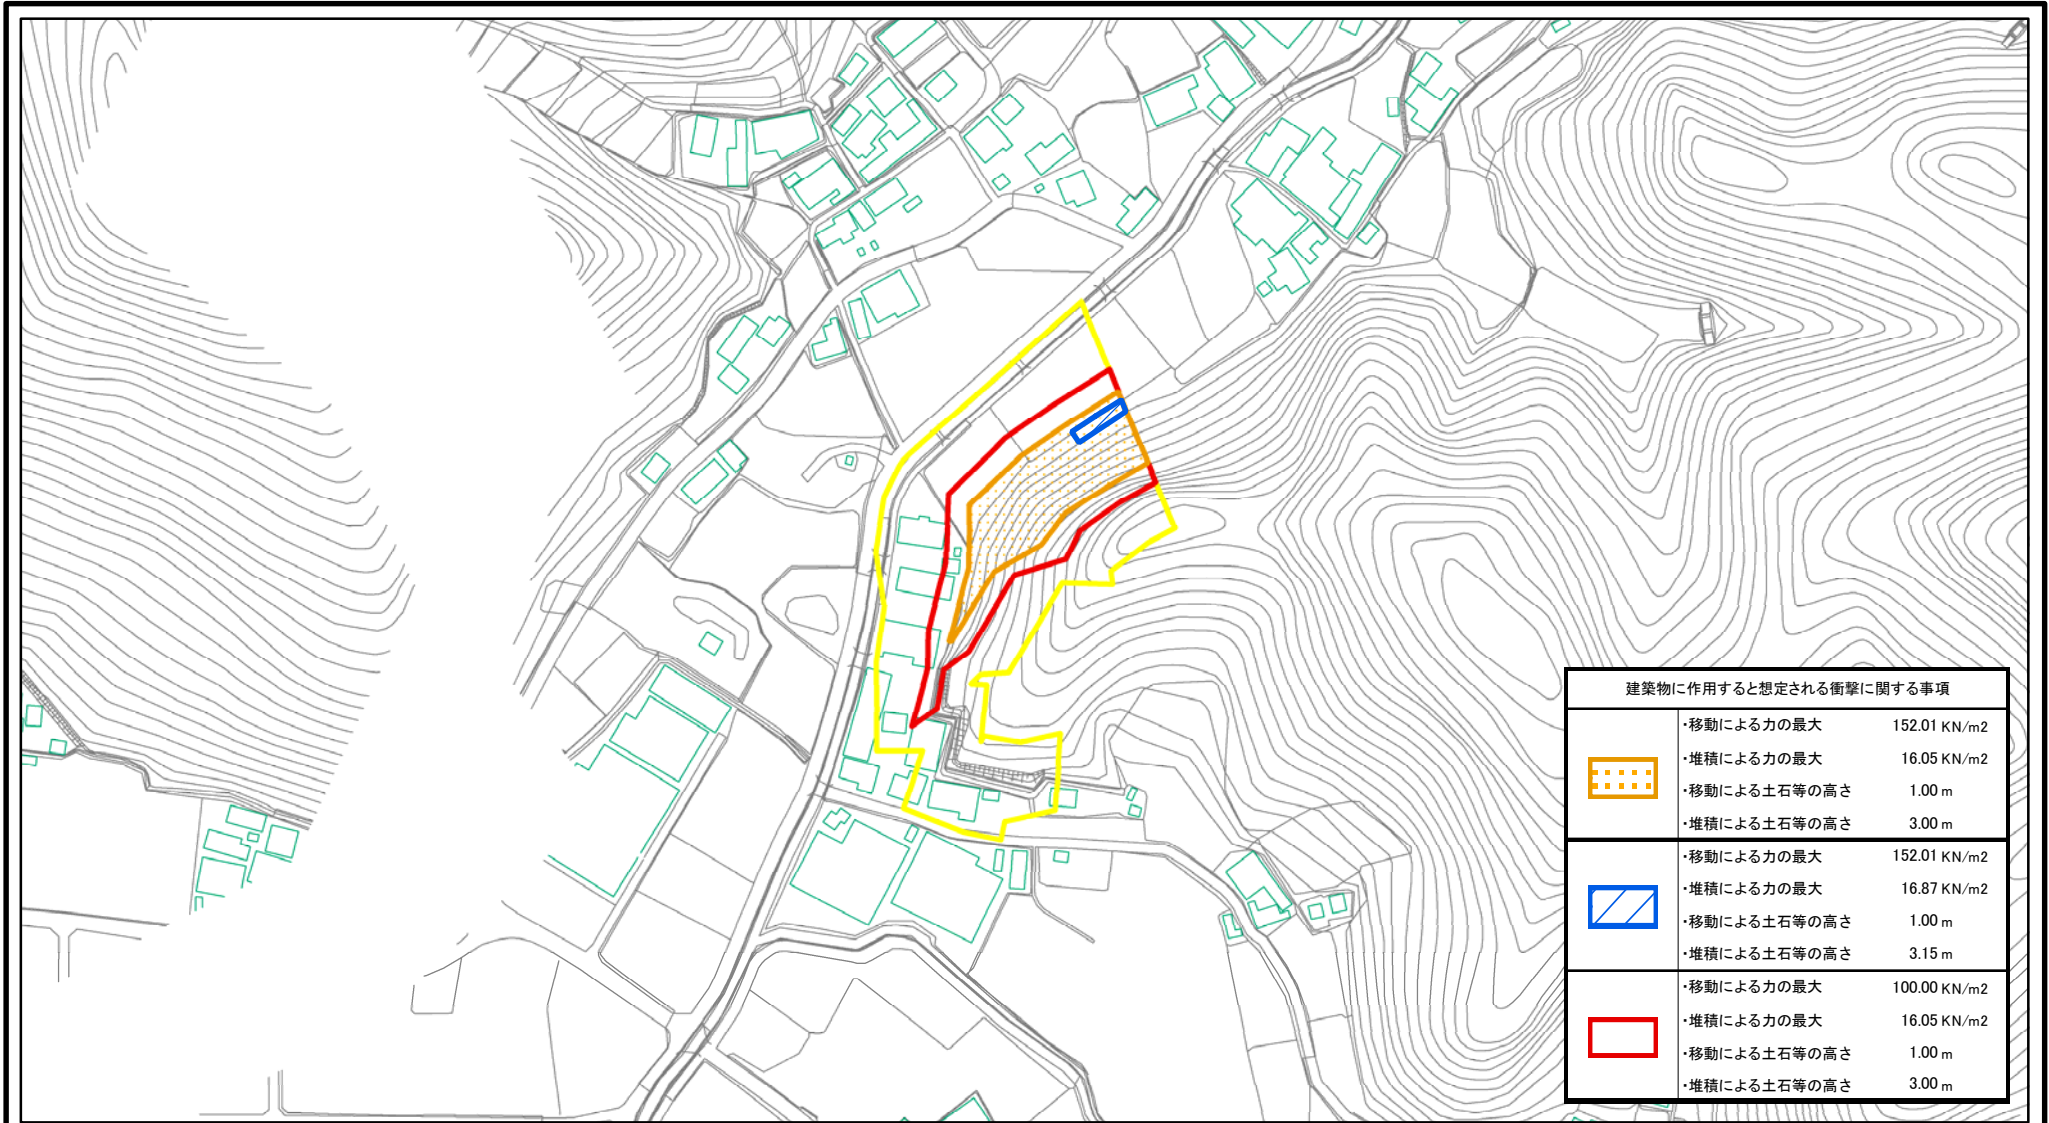 建築物に作用すると想定される衝撃に関する事項
・移動による力の最大 152.01 KN/m2
・堆積による力の最大 16.05 KN/m2
・移動による土石等の高さ 1.00 m
・堆積による土石等の高さ 3.00 m
・移動による力の最大 152.01 KN/m2
・堆積による力の最大 16.87 KN/m2
・移動による土石等の高さ 1.00 m
・堆積による土石等の高さ 3.15 m
・移動による力の最大 100.00 KN/m2
・堆積による力の最大 16.05 KN/m2
・移動による土石等の高さ 1.00 m
・堆積による土石等の高さ 3.00 m